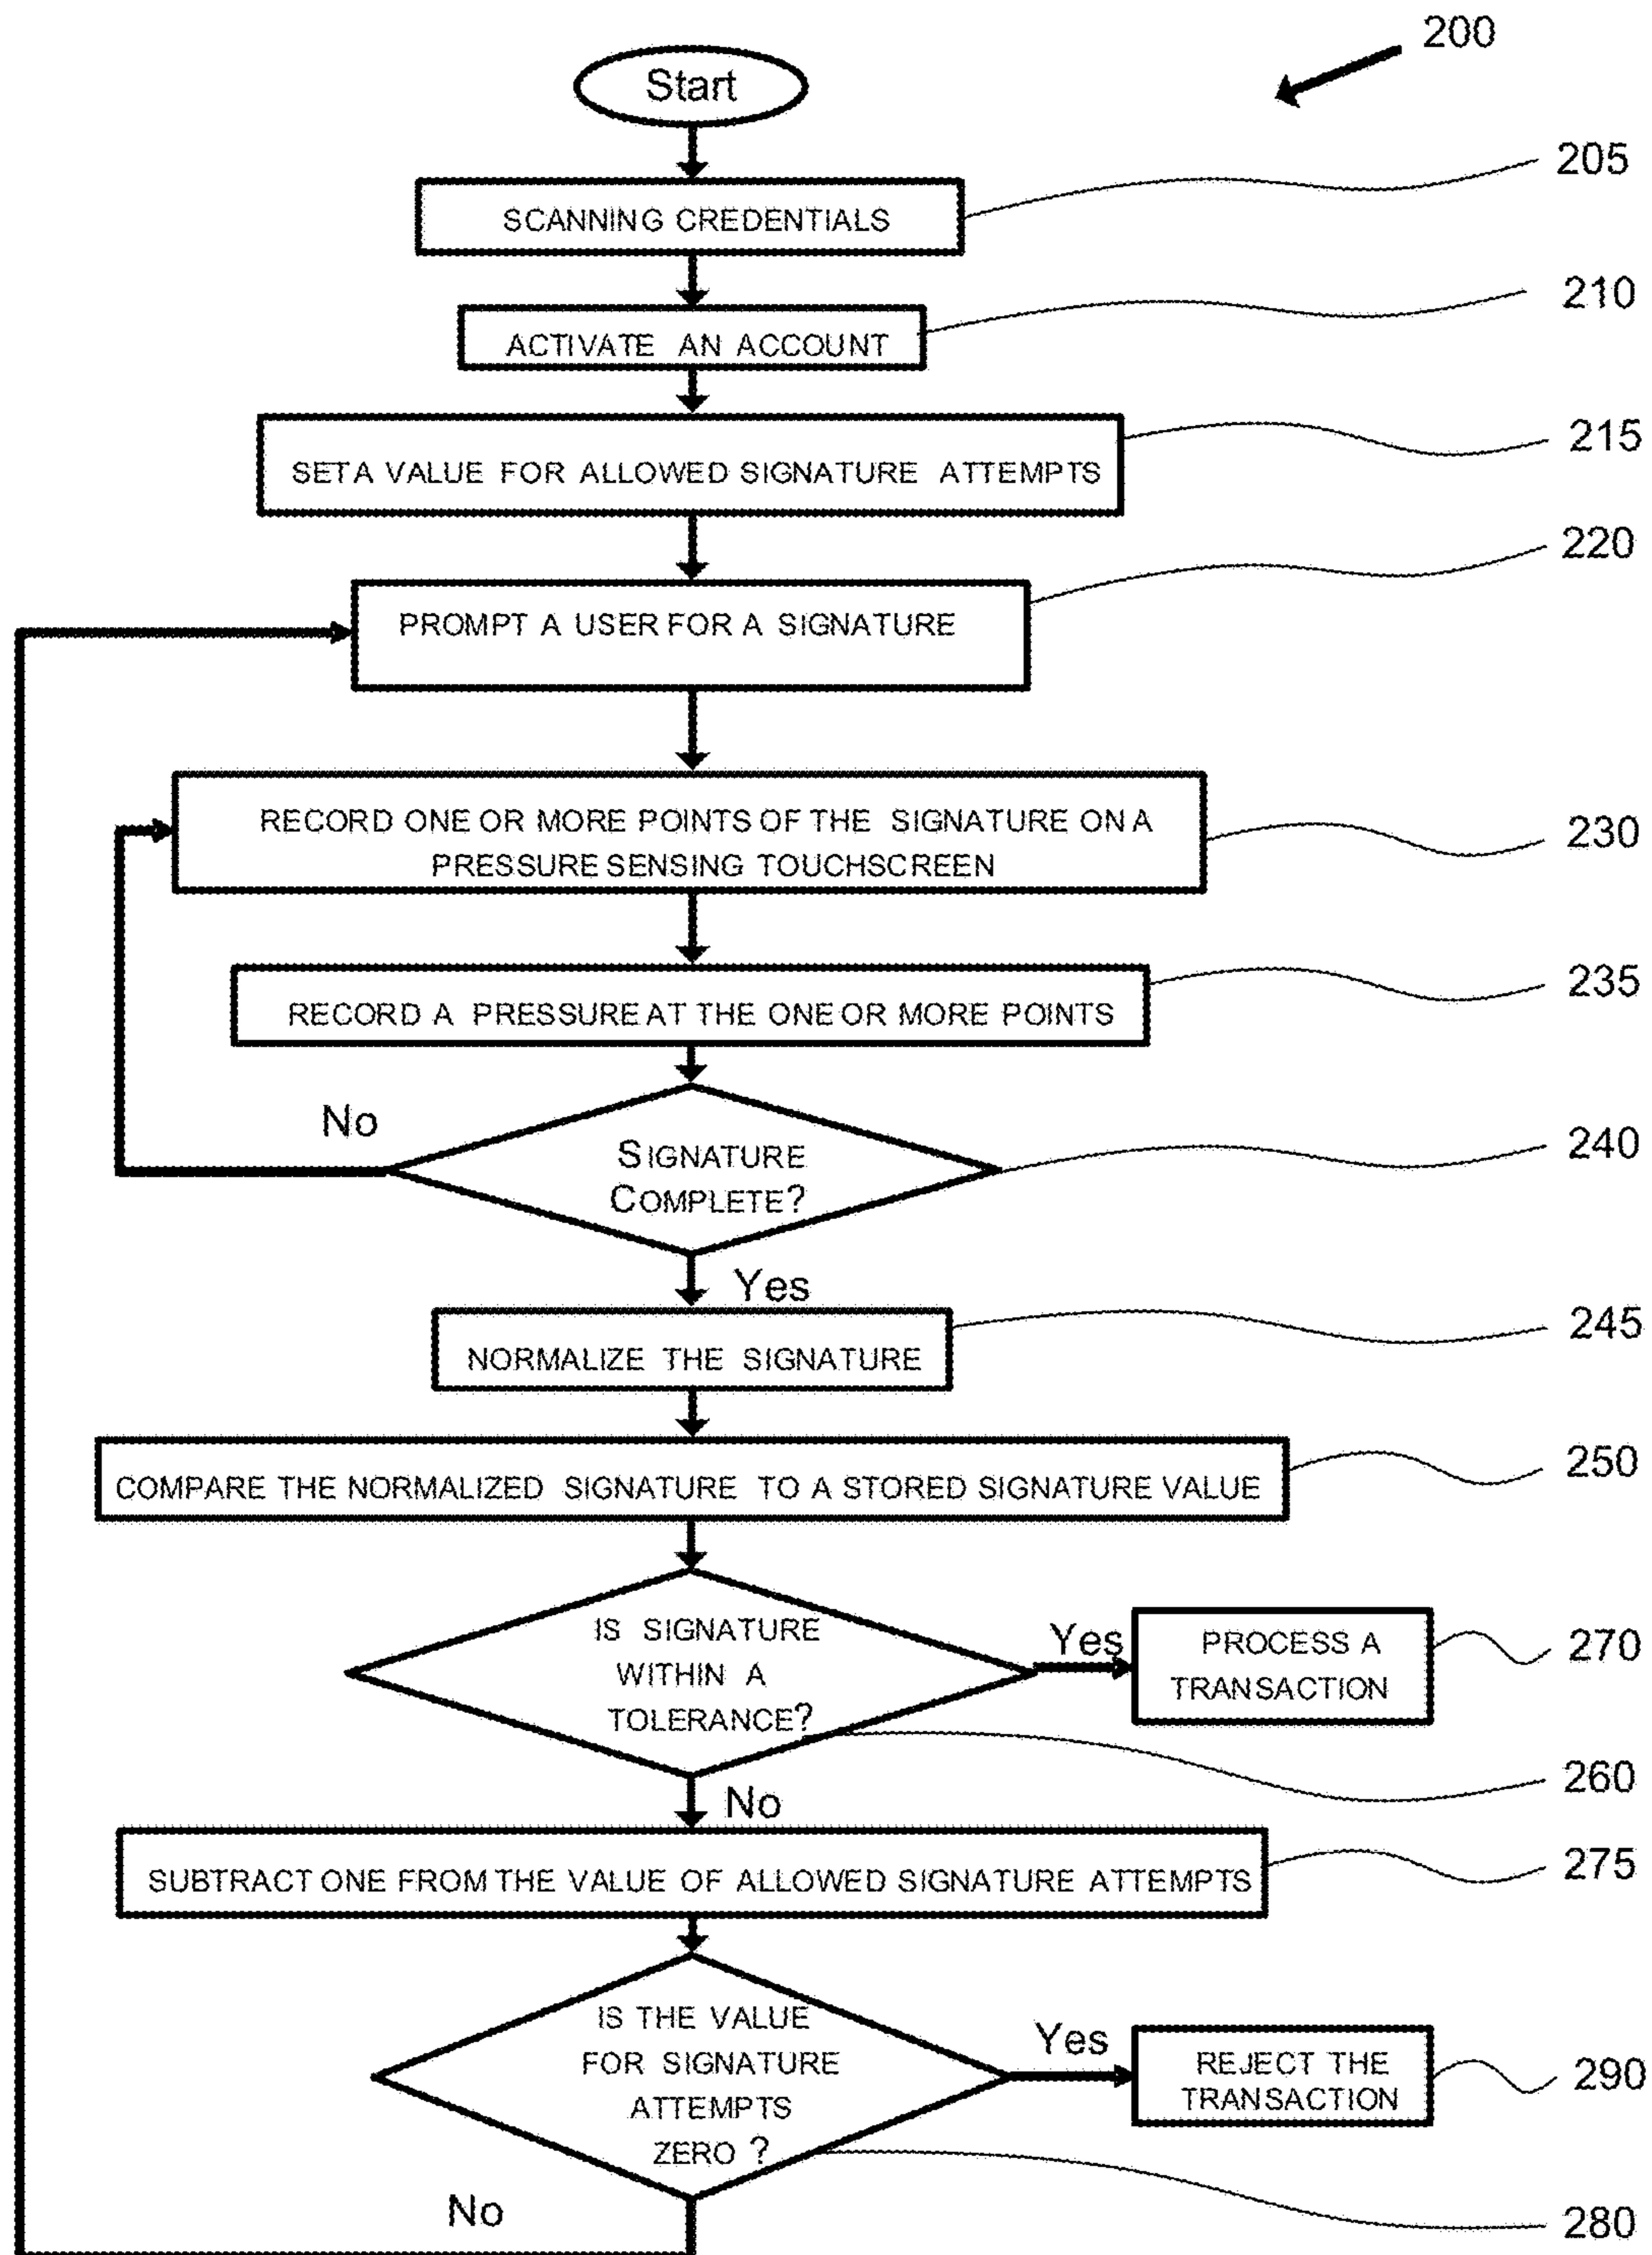 200
Start
205
SCANNING CREDENTIALS
210
ACTIVATE AN ACCOUNT
215
SET A VALUE FOR ALLOWED SIGNATURE ATTEMPTS
220
PROMPT A USER FOR A SIGNATURE
RECORD ONE OR MORE POINTS OF THE SIGNATURE ON A
PRESSURE SENSING TOUCHSCREEN
230
235
RECORD A PRESSURE AT THE ONE OR MORE POINTS
No
SIGNATURE
COMPLETE?
240
Yes
245
NORMALIZE THE SIGNATURE
250
COMPARE THE NORMALIZED SIGNATURE TO A STORED SIGNATURE VALUE
IS SIGNATURE
WITHIN A
TOLERANCE?
Yes
PROCESS A
TRANSACTION
270
260
No
275
SUBTRACT ONE FROM THE VALUE OF ALLOWED SIGNATURE ATTEMPTS
IS THE VALUE
FOR SIGNATURE
ATTEMPTS
ZERO ?
Yes
REJECT THE
TRANSACTION
290
No
280